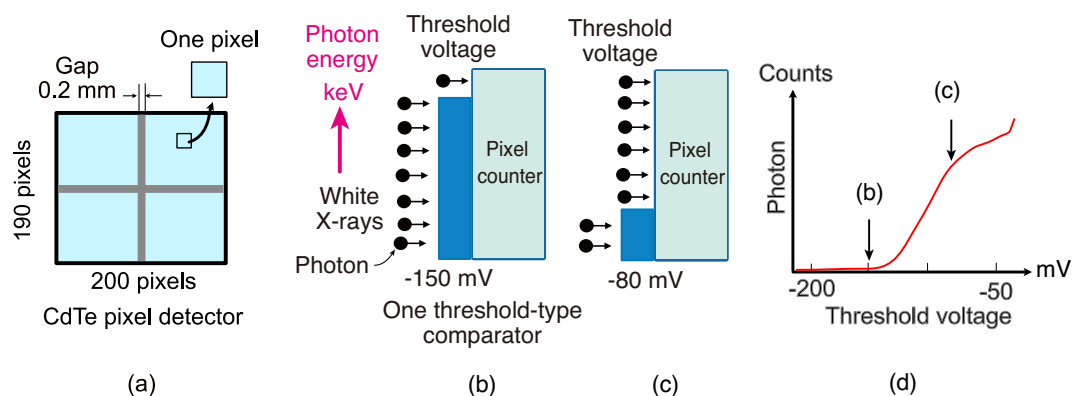 One pixel
Gap
0.2 mm
190 pixels
200 pixels
CdTe pixel detector
(a)
Photon
energy
keV
White
X-rays
Photon
(b)
Threshold
voltage
Pixel
counter
-150 mV
One threshold-type
comparator
(b)
(c)
Threshold
voltage
Pixel
counter
-80 mV
(c)
Counts
Photon
(b)
(c)
mV
-200
-50
Threshold voltage
(d)